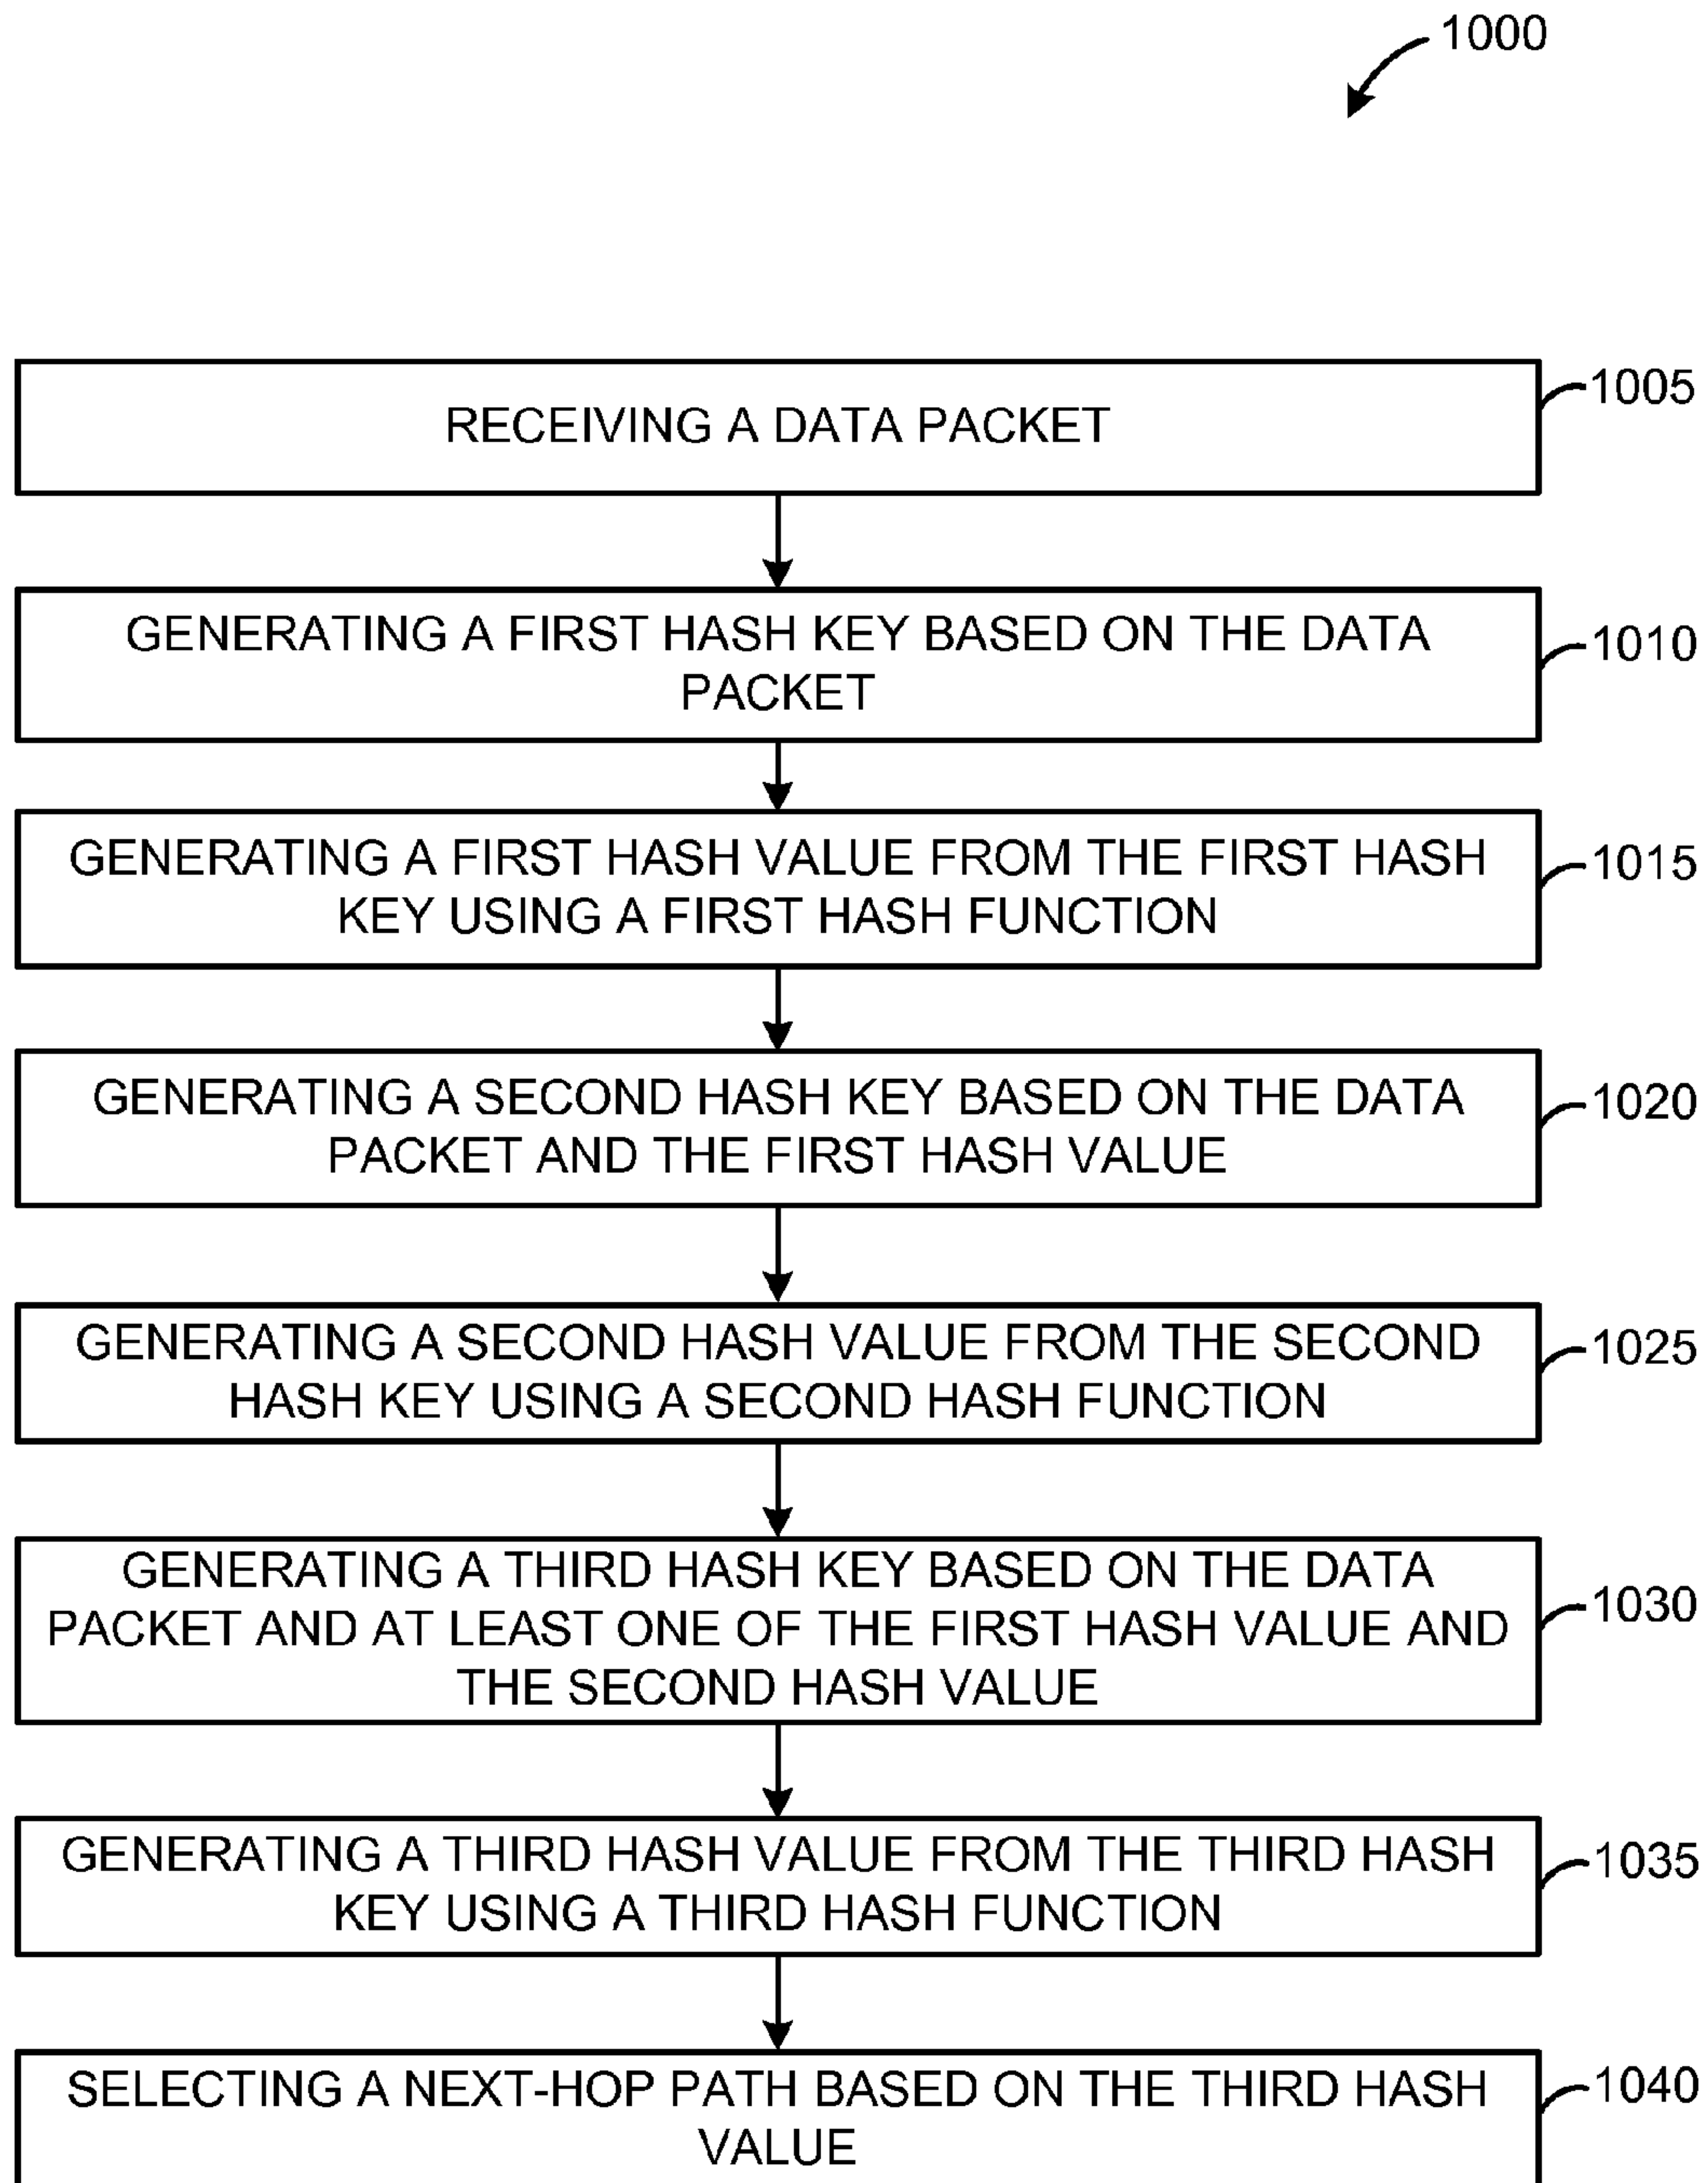 1000
RECEIVING A DATA PACKET
1005
GENERATING A FIRST HASH KEY BASED ON THE DATA
PACKET
1010
GENERATING A FIRST HASH VALUE FROM THE FIRST HASH
KEY USING A FIRST HASH FUNCTION
1015
GENERATING A SECOND HASH KEY BASED ON THE DATA
PACKET AND THE FIRST HASH VALUE
1020
GENERATING A SECOND HASH VALUE FROM THE SECOND
HASH KEY USING A SECOND HASH FUNCTION
1025
GENERATING A THIRD HASH KEY BASED ON THE DATA
PACKET AND AT LEAST ONE OF THE FIRST HASH VALUE AND
THE SECOND HASH VALUE
1030
GENERATING A THIRD HASH VALUE FROM THE THIRD HASH
KEY USING A THIRD HASH FUNCTION
1035
SELECTING A NEXT-HOP PATH BASED ON THE THIRD HASH
VALUE
1040